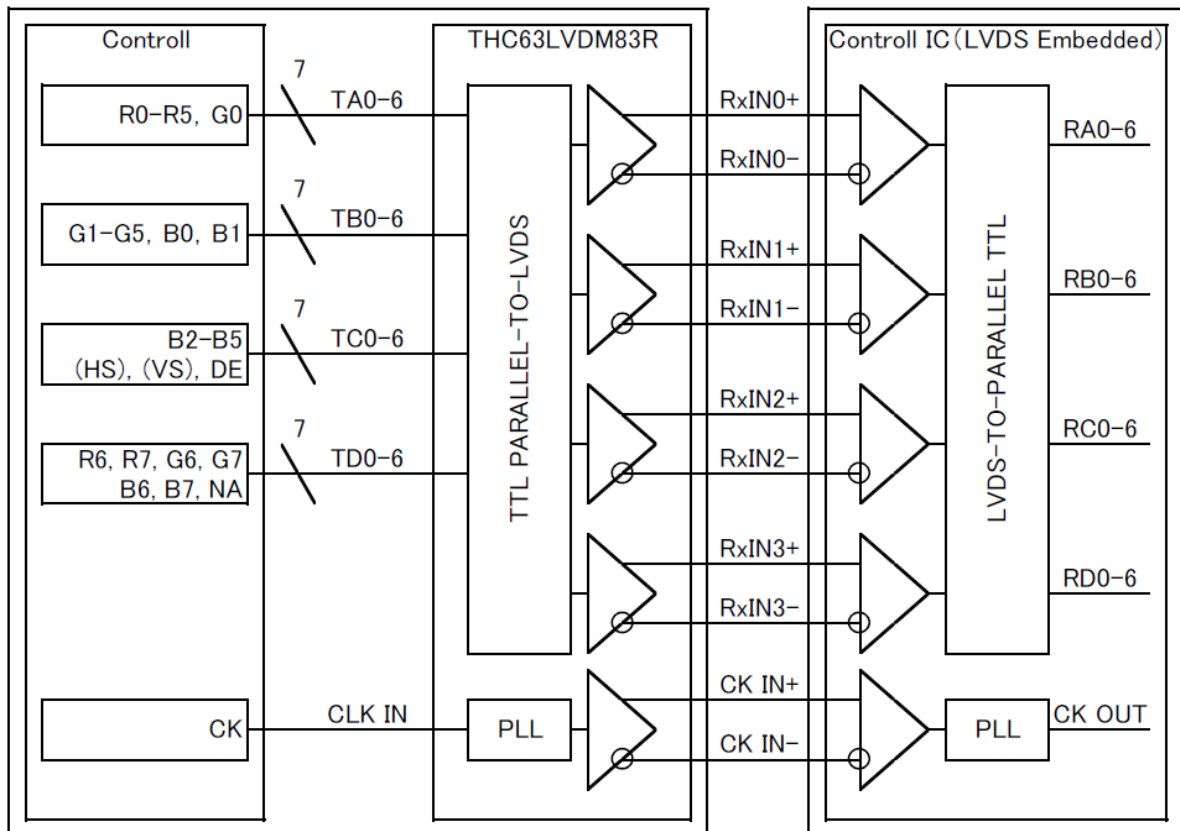 Controll
THC63LVDM83R
Controll IC(LVDS Embedded)
R0-R5, G0
7
TA0-6
RxIN0+
RxIN0-
RA0-6
G1-G5, B0, B1
7
TB0-6
RxIN1+
RxIN1-
RB0-6
B2-B5
(HS), (VS), DE
7
TC0-6
RxIN2+
RxIN2-
RC0-6
R6, R7, G6, G7
B6, B7, NA
7
TD0-6
RxIN3+
RxIN3-
RD0-6
TTL PARALLEL-TO-LVDS
LVDS-TO-PARALLEL TTL
CK
CLK IN
PLL
CK IN+
CK IN-
PLL
CK OUT